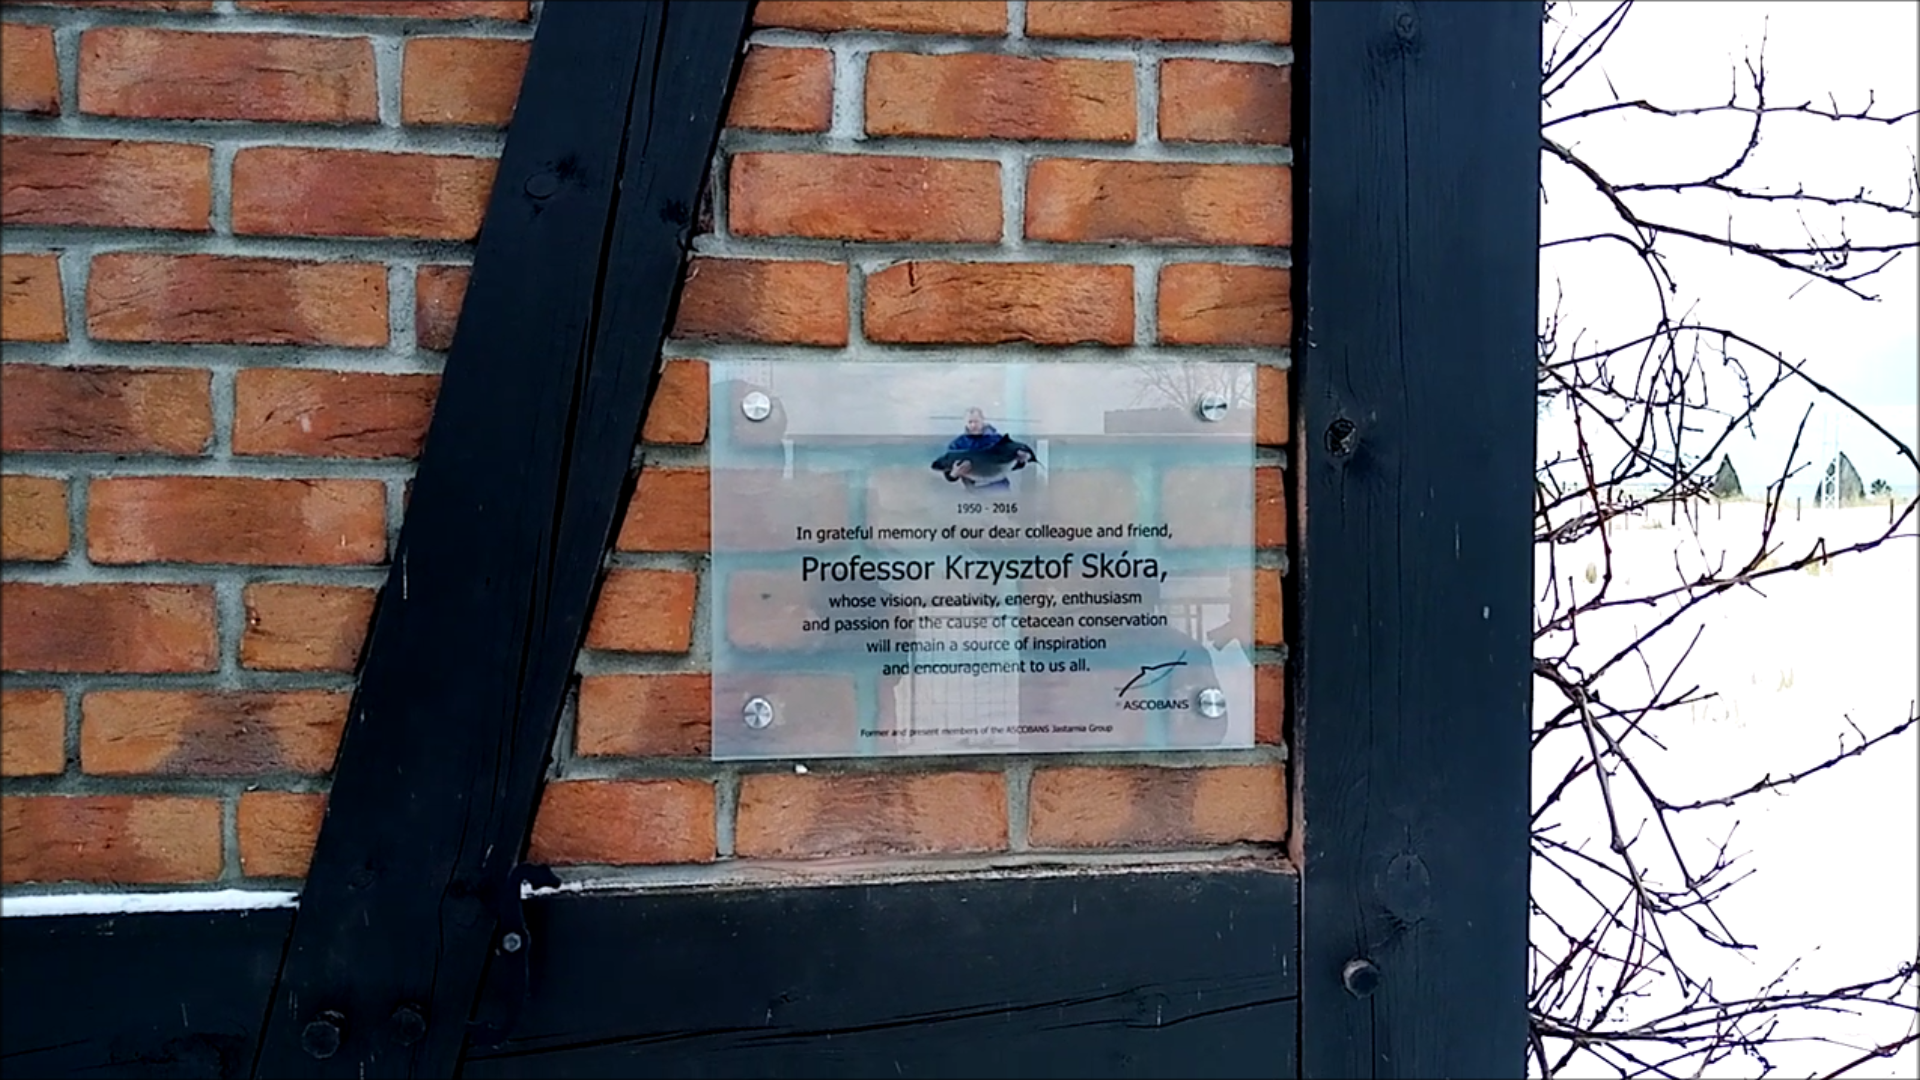 1950 - 2016
In grateful memory of our dear colleague and friend,
Professor Krzysztof Skóra,
whose vision, creativity, energy, enthusiasm
and passion for the cause of cetacean conservation
will remain a source of inspiration
and encouragement to us all.
ASCOBANS
Former and present members of the ASCOBANS Jastarnia Group